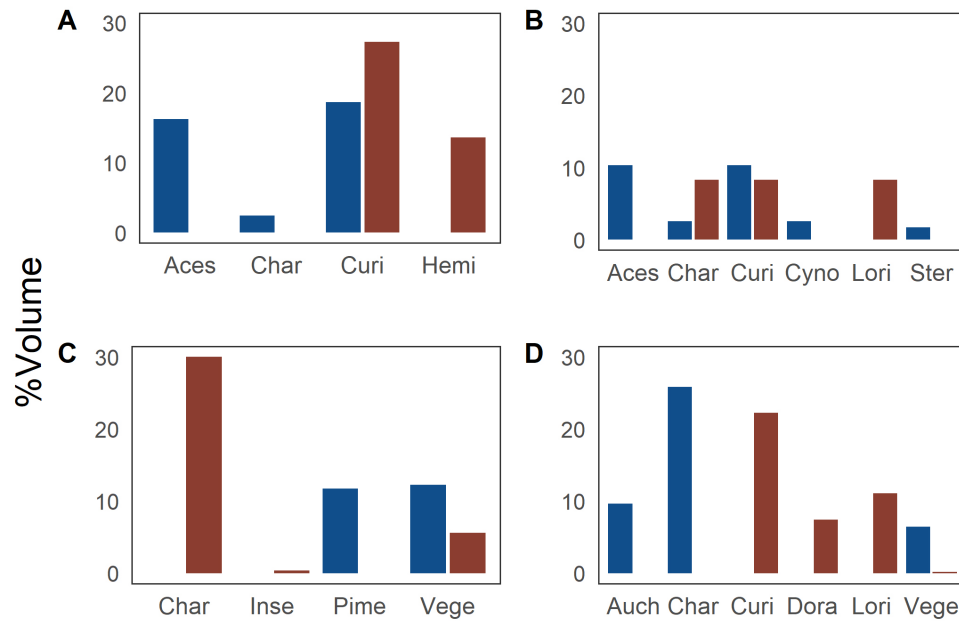 %Volume
A
30
20
10
0
Aces Char Curi Hemi
B
30
20
10
0
Aces Char Curi Cyno Lori Ster
C
30
20
10
0
Char Inse Pime Vege
D
30
20
10
0
Auch Char Curi Dora Lori Vege